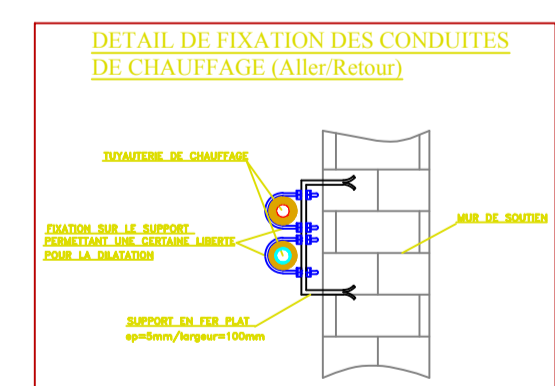 DETAIL DE FIXATION DES CONDUITES
DE CHAUFFAGE (Aller/Retour)
TUYAUTERIE DE CHAUFFAGE
MUR DE SOUTIEN
FIXATION SUR LE SUPPORT
PERMETTANT UNE CERTAINE LIBERTE
POUR LA DILATATION
SUPPORT EN FER PLAT
ep=5mm/largeur=100mm